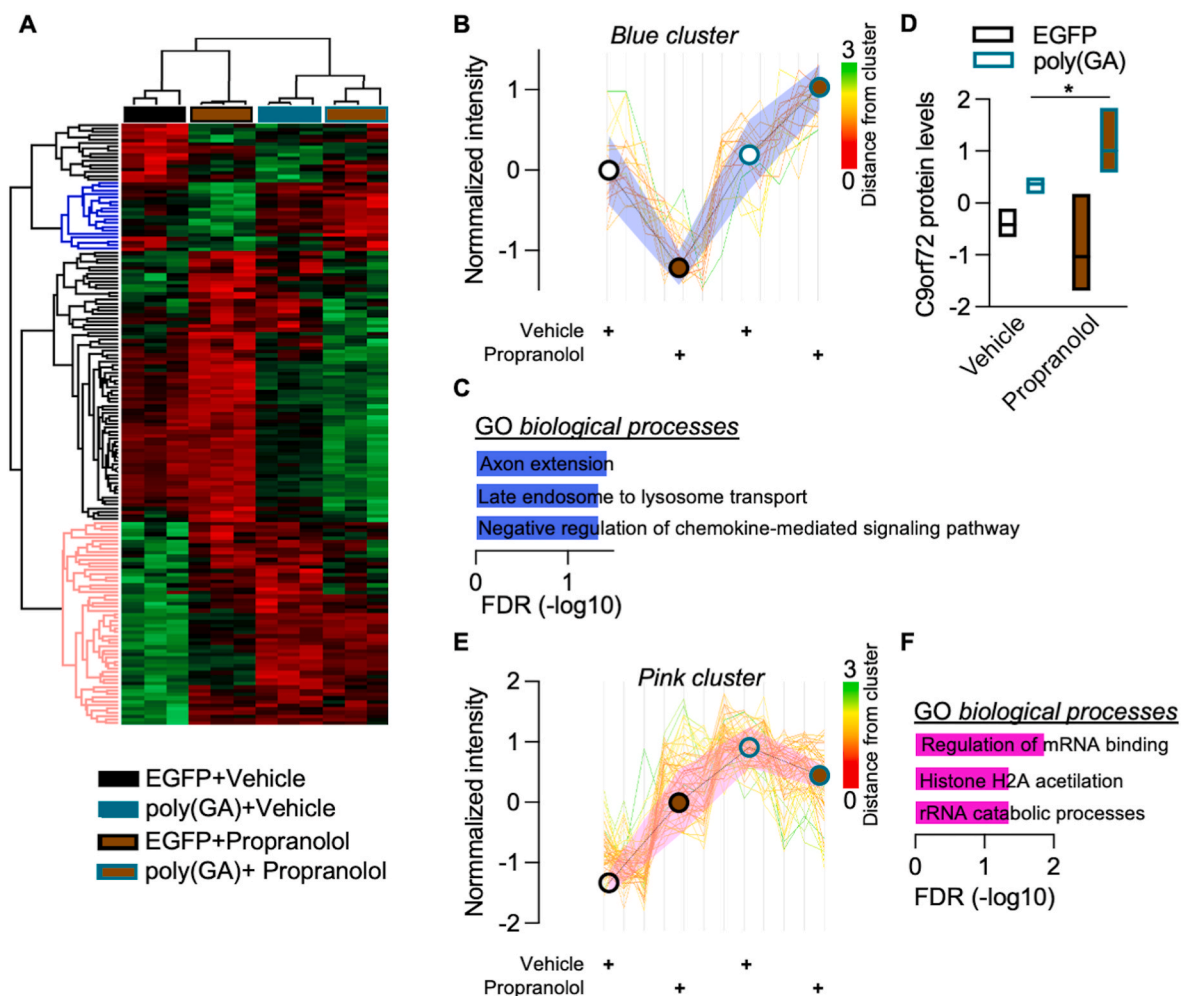 A
EGFP+Vehicle
poly(GA)+Vehicle
EGFP+Propranolol
poly(GA)+ Propranolol
B
Blue cluster
Nommalized intensity
1
0
-1
3
0
Distance from cluster
Vehicle + +
Propranolol + +
C
GO biological processes
Axon extension
Late endosome to lysosome transport
Negative regulation of chemokine-mediated signaling pathway
0 1
FDR (-log10)
D
EGFP
poly(GA)
*
C9orf72 protein levels
2
1
0
-1
-2
Vehicle
Propranolol
E
Pink cluster
Nommalized intensity
2
1
0
-1
-2
3
0
Distance from cluster
Vehicle + +
Propranolol + +
F
GO biological processes
Regulation of mRNA binding
Histone H2A acetilation
rRNA catabolic processes
0 1 2
FDR (-log10)